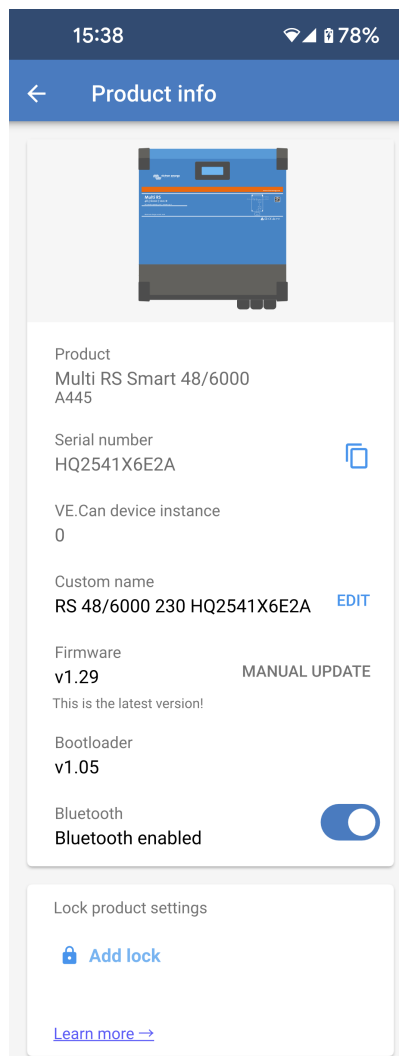 15:38
78%
Product info
Multi RS
Product
Multi RS Smart 48/6000
A445
Serial number
HQ2541X6E2A
VE.Can device instance
0
Custom name
RS 48/6000 230 HQ2541X6E2A
EDIT
Firmware
v1.29
MANUAL UPDATE
This is the latest version!
Bootloader
v1.05
Bluetooth
Bluetooth enabled
Lock product settings
Add lock
Learn more →